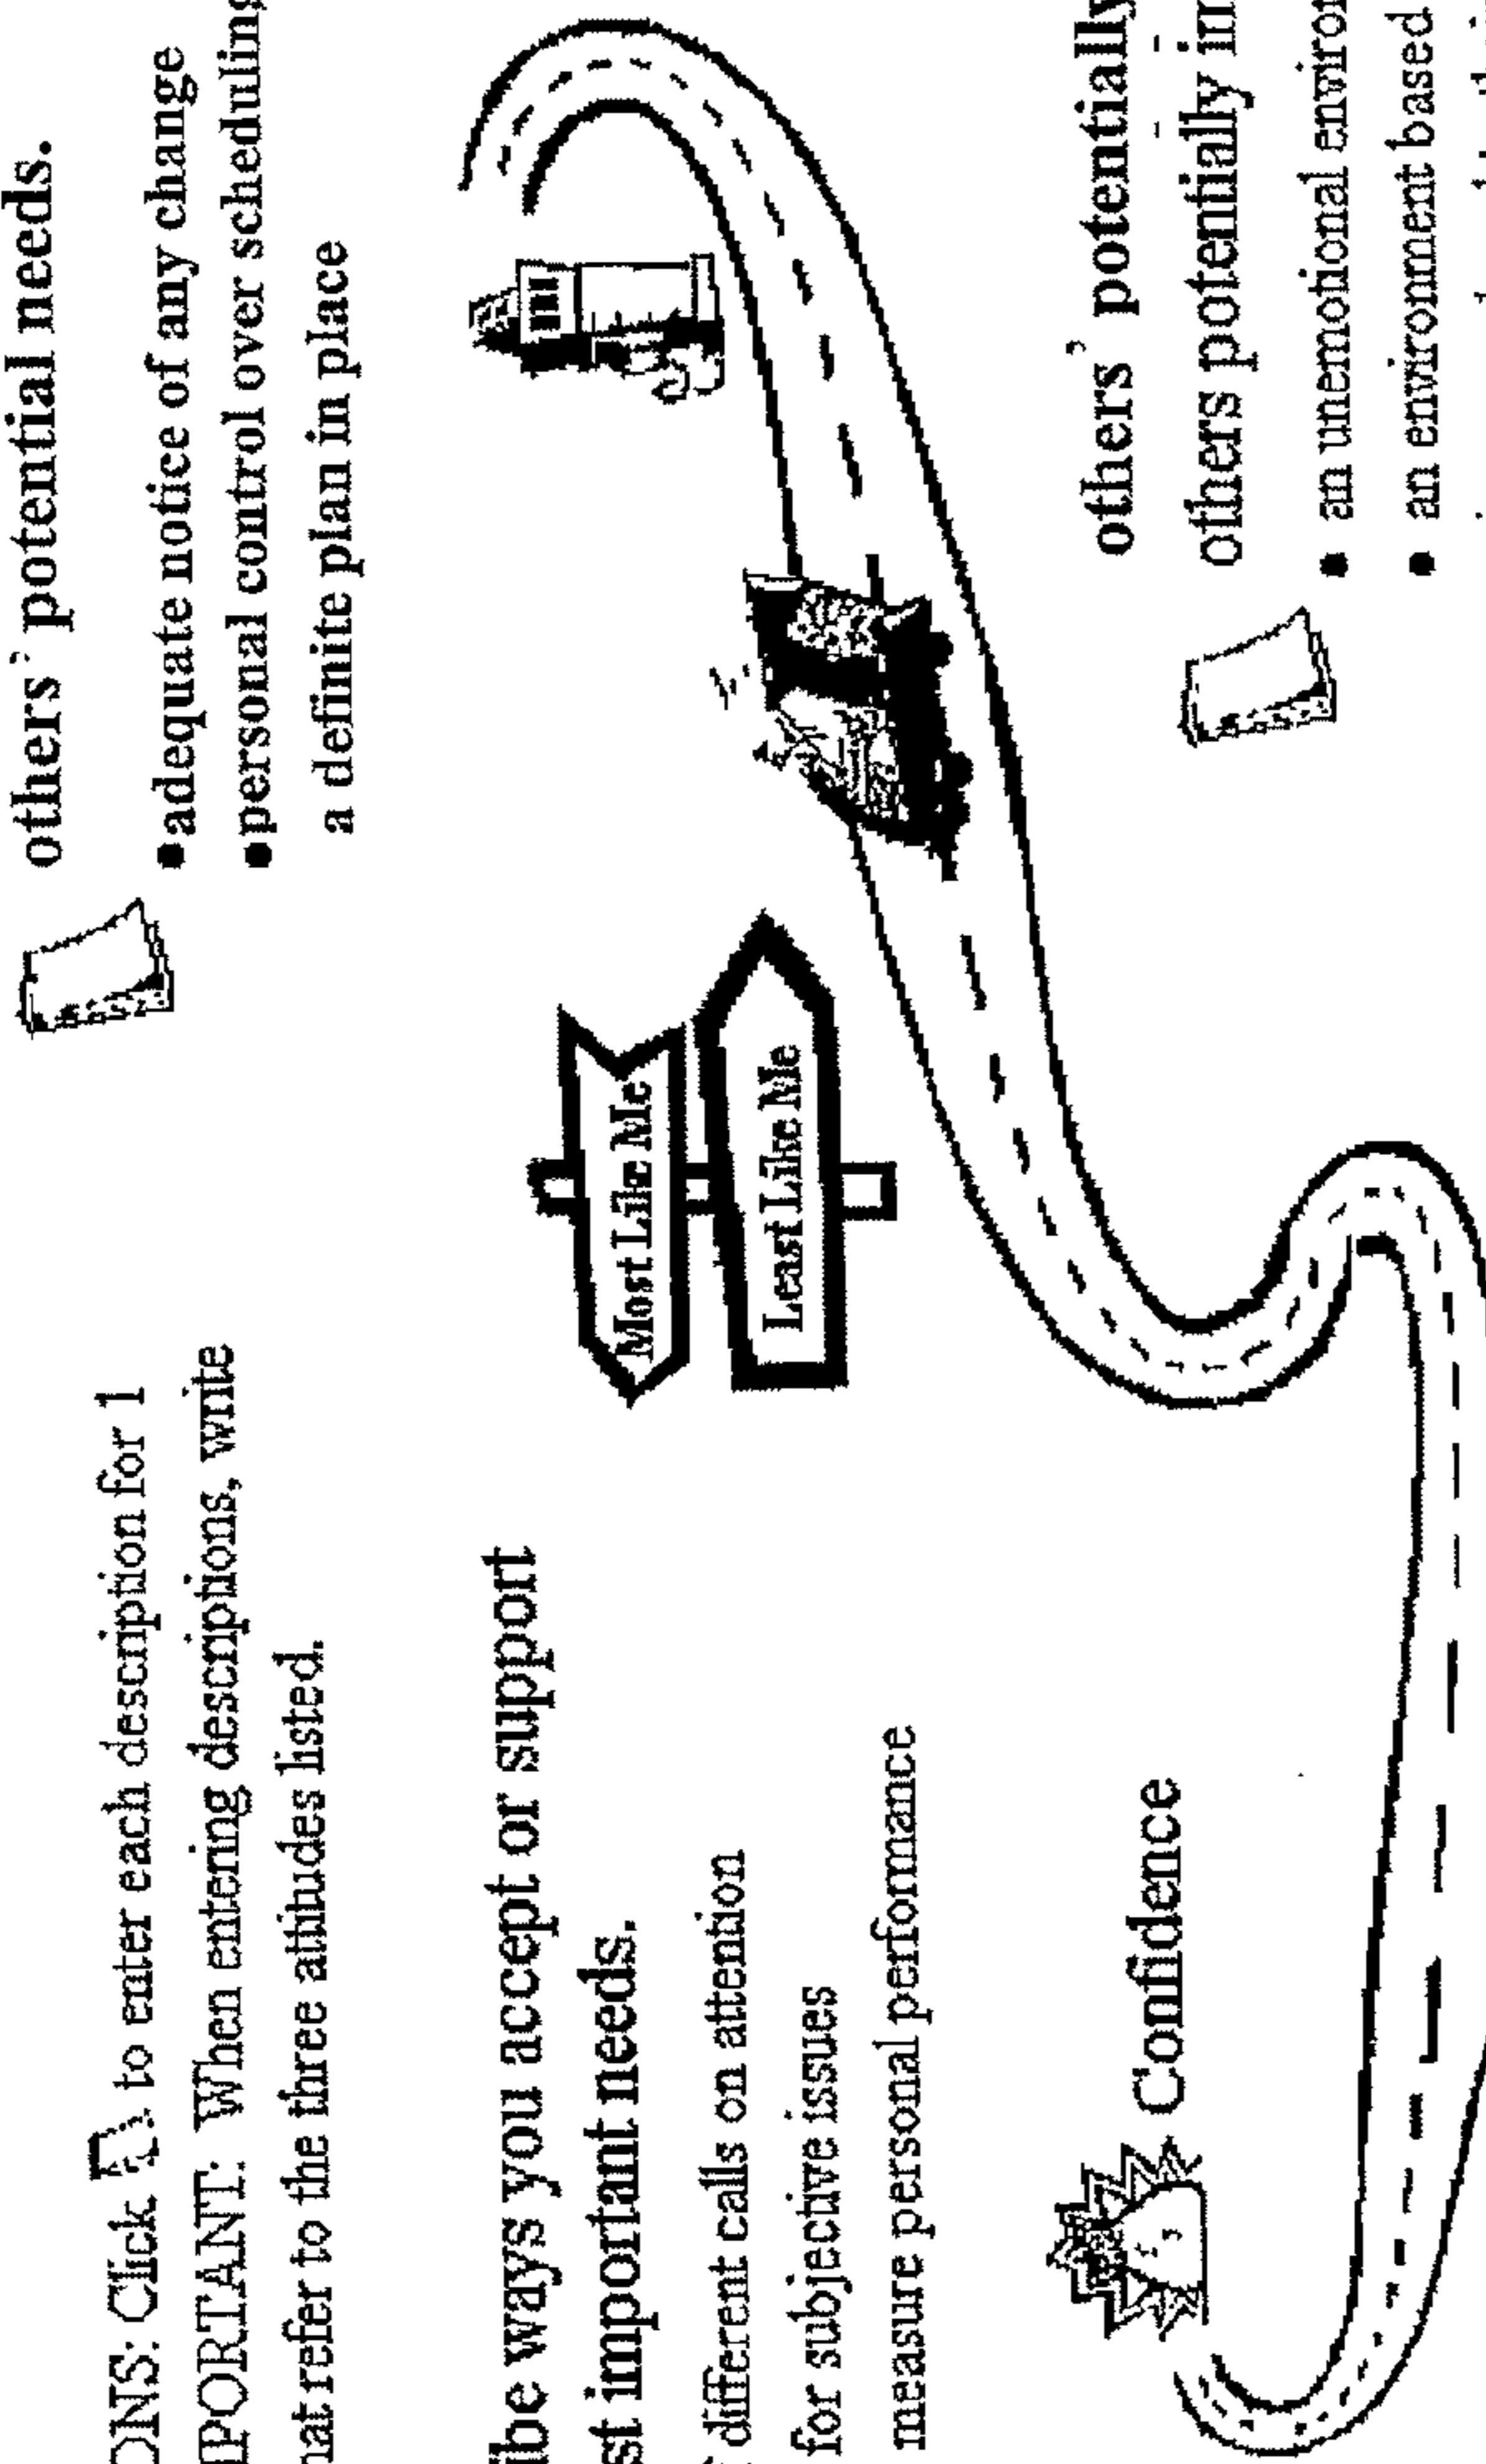 others' potential needs.
•adequate notice of any change
•personal control over scheduling
a definite plan in place
ONS: Click to enter each description for 1
PORTANT: When entering descriptions, write
hat refer to the three attitudes listed.
ibe ways you accept or support
st important needs.
different calls on attention
for subjective issues
measure personal performance
Most Like Me
Least Like Me
Confidence
others' potentially
others potentially in
• an unemotional environ
• an environment based